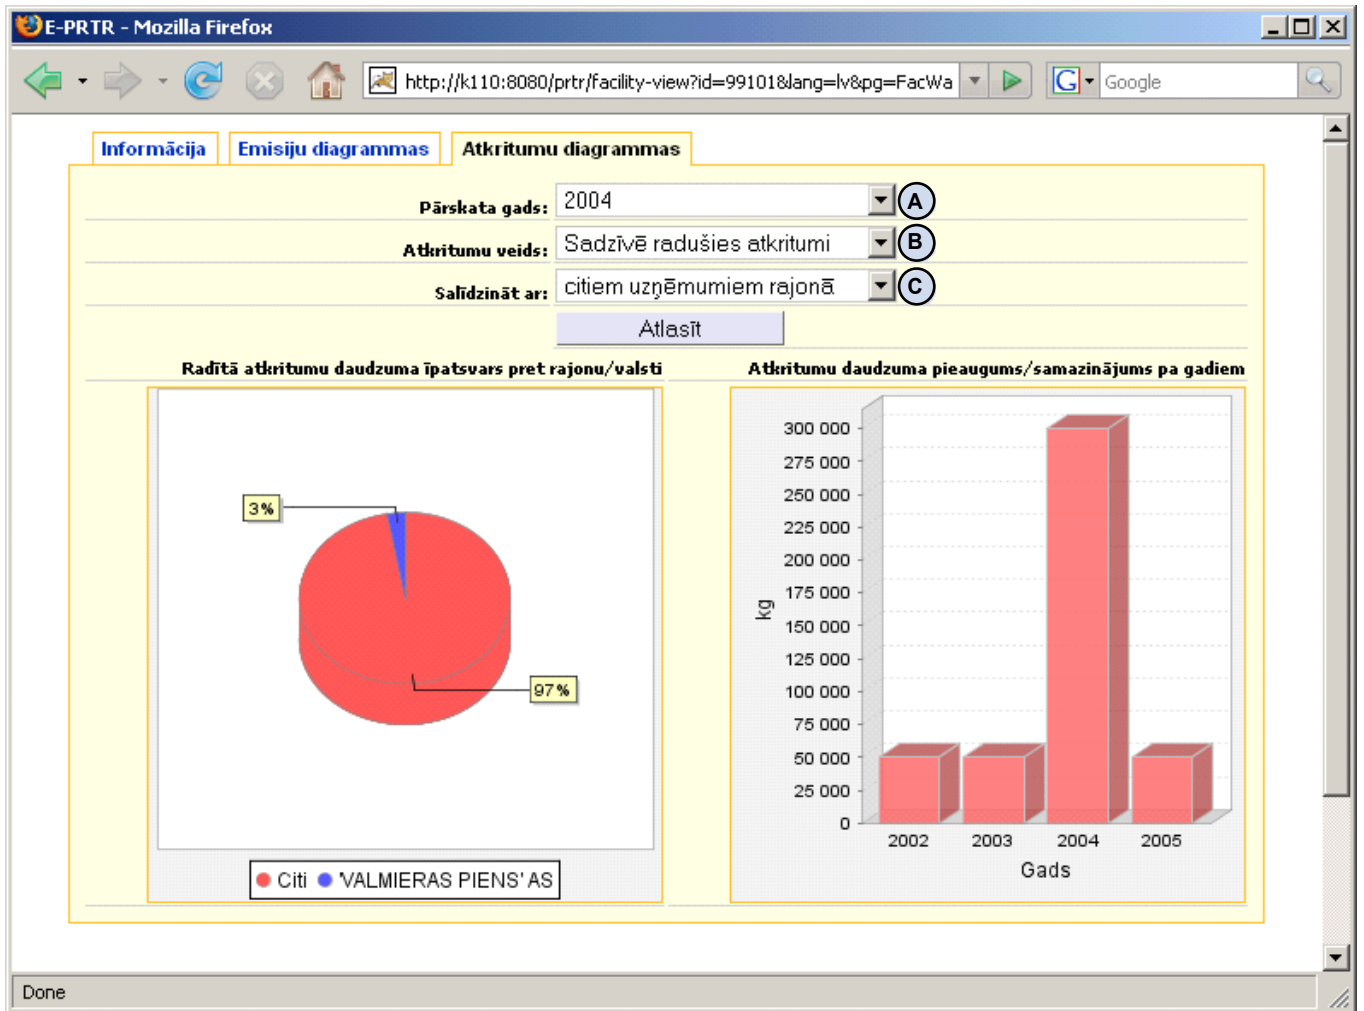 E-PRTR - Mozilla Firefox
http://k110:8080/prtr/facility-view?id=99101&lang=lv&pg=FacWa
G Google
Informācija Emisiju diagrammas Atkritumu diagrammas
Pārskata gads: 2004 A
Atkritumu veids: Sadzīvē radušies atkritumi B
Salīdzināt ar: citiem uzņēmumiem rajonā C
Atlasīt
Radītā atkritumu daudzuma īpatsvars pret rajonu/valsti
3%
97%
Citi 'VALMIERAS PIENS' AS
Atkritumu daudzuma pieaugums/samazinājums pa gadiem
300 000
275 000
250 000
225 000
200 000
175 000
150 000
125 000
100 000
75 000
50 000
25 000
0
kg
2002 2003 2004 2005
Gads
Done